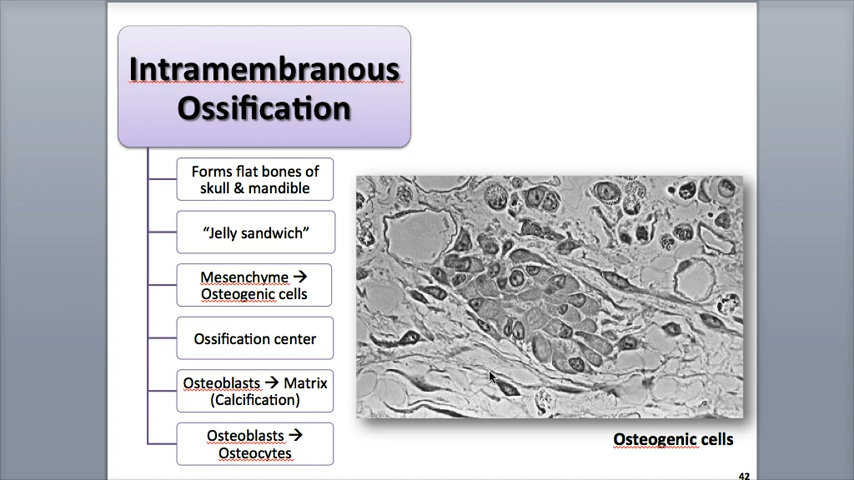 Intramembranous
Ossification
Forms flat bones of
skull & mandible
“Jelly sandwich”
Mesenchyme →
Osteogenic cells
Ossification center
Osteoblasts → Matrix
(Calcification)
Osteoblasts →
Osteocytes
Osteogenic cells
42